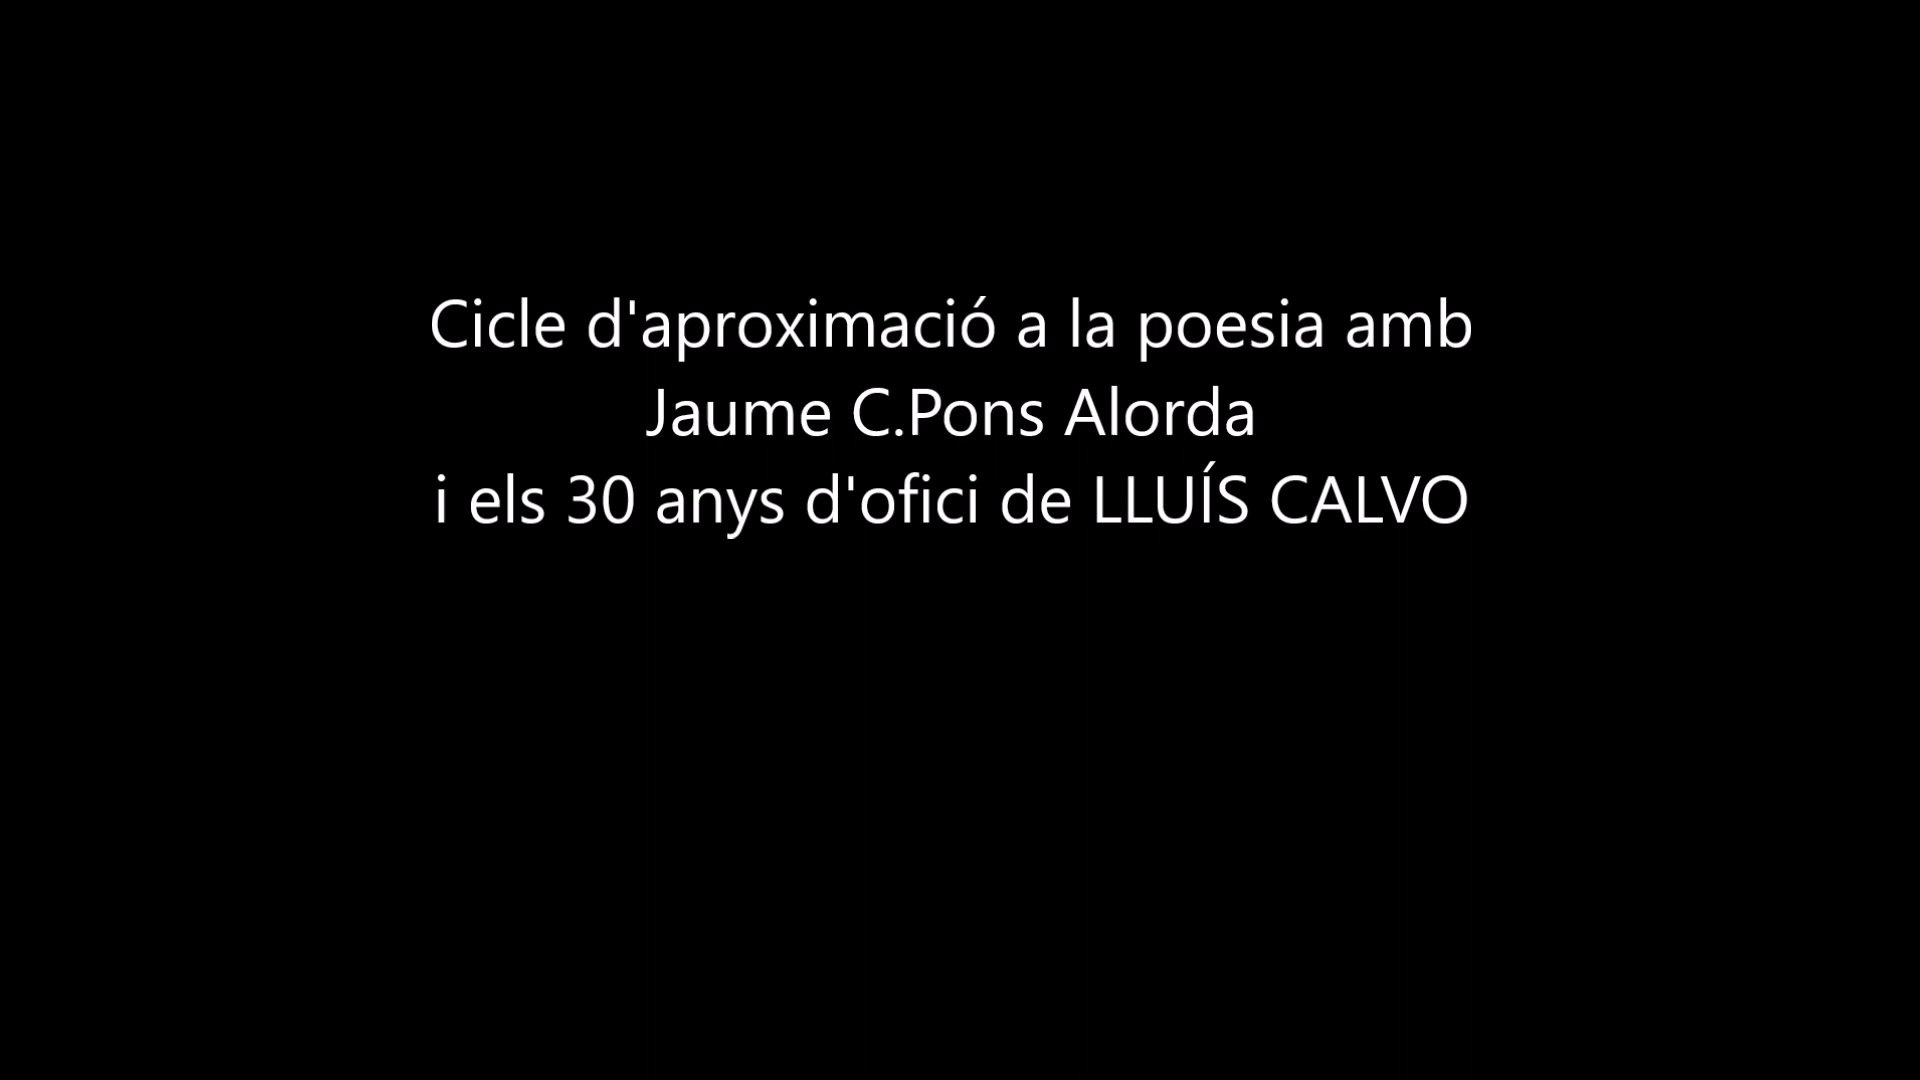 Cicle d'aproximació a la poesia amb
Jaume C.Pons Alorda
i els 30 anys d'ofici de LLUÍS CALVO